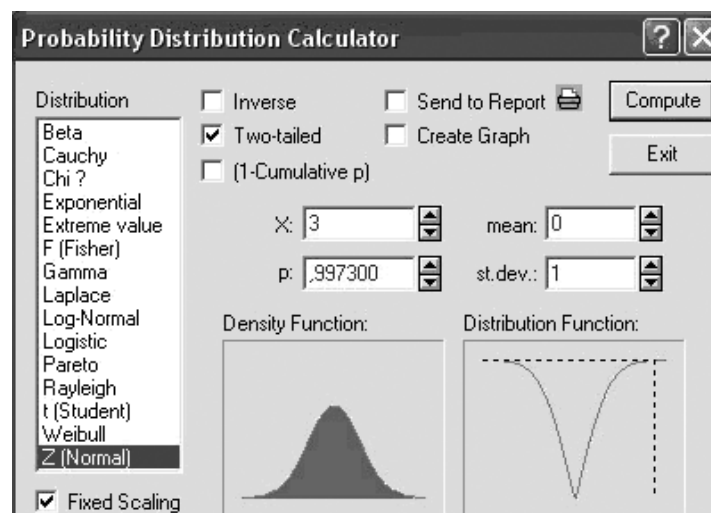 Probability Distribution Calculator
Distribution
Beta
Cauchy
Chi ?
Exponential
Extreme value
F (Fisher)
Gamma
Laplace
Log-Normal
Logistic
Pareto
Rayleigh
t (Student)
Weibull
Z (Normal)
Fixed Scaling
Inverse
Two-tailed
(1-Cumulative p)
Send to Report
Create Graph
Compute
Exit
X: 3
mean: 0
p: ,997300
st.dev.: 1
Density Function:
Distribution Function: